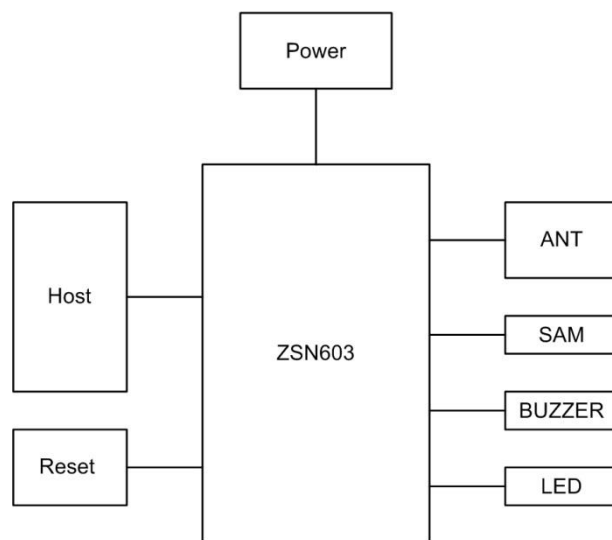 Power
Host
ZSN603
Reset
ANT
SAM
BUZZER
LED